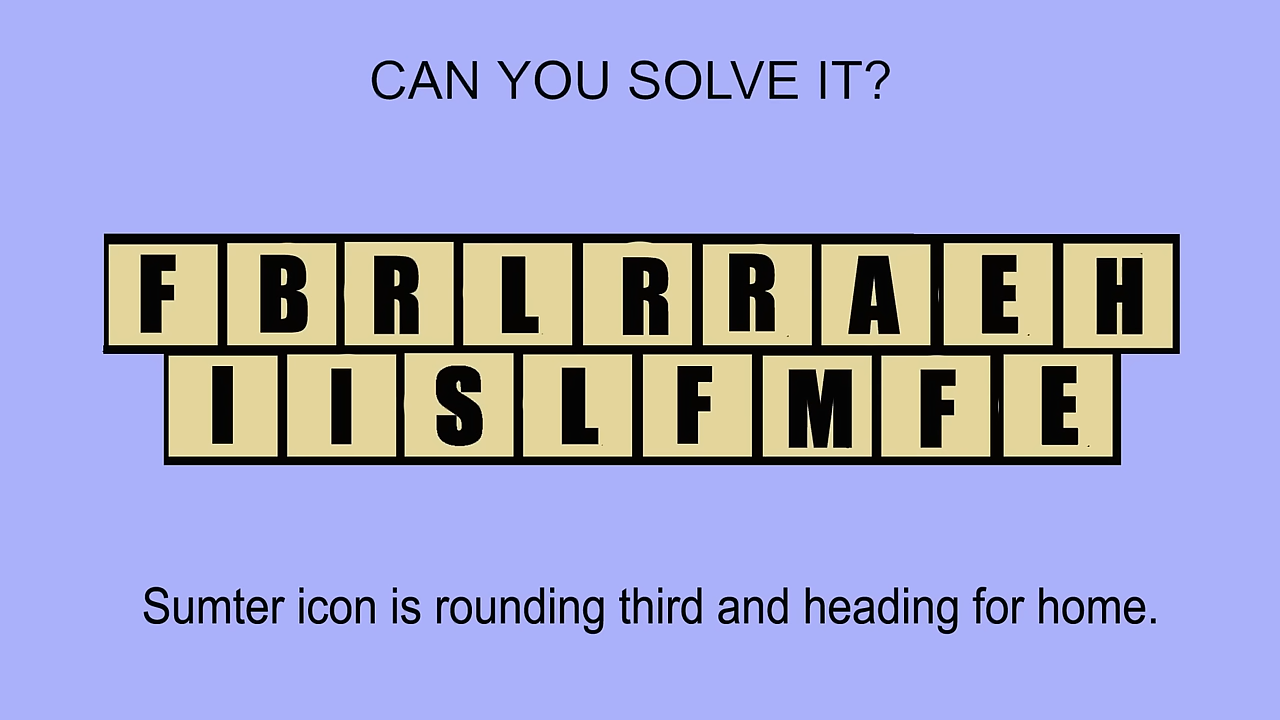 CAN YOU SOLVE IT?
F B R L R R A E H
I I S L F M F E
Sumter icon is rounding third and heading for home.